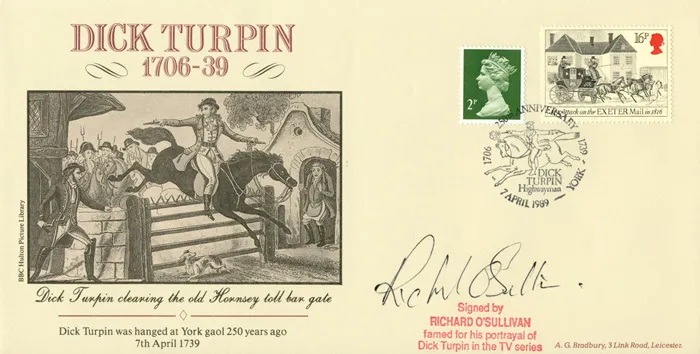 DICK TURPIN
1706-39
BBC Hulton Picture Library
Dick Turpin clearing the old Hornsey toll bar gate
Dick Turpin was hanged at York gaol 250 years ago
7th April 1739
2P
16P
Attack on the EXETER Mail in 1816
250th ANNIVERSARY
1706
1739
DICK
TURPIN
Highwayman
7 APRIL 1989 — YORK
Richard O'Sullivan
Signed by
RICHARD O'SULLIVAN
famed for his portrayal of
Dick Turpin in the TV series
A. G. Bradbury, 3 Link Road, Leicester.